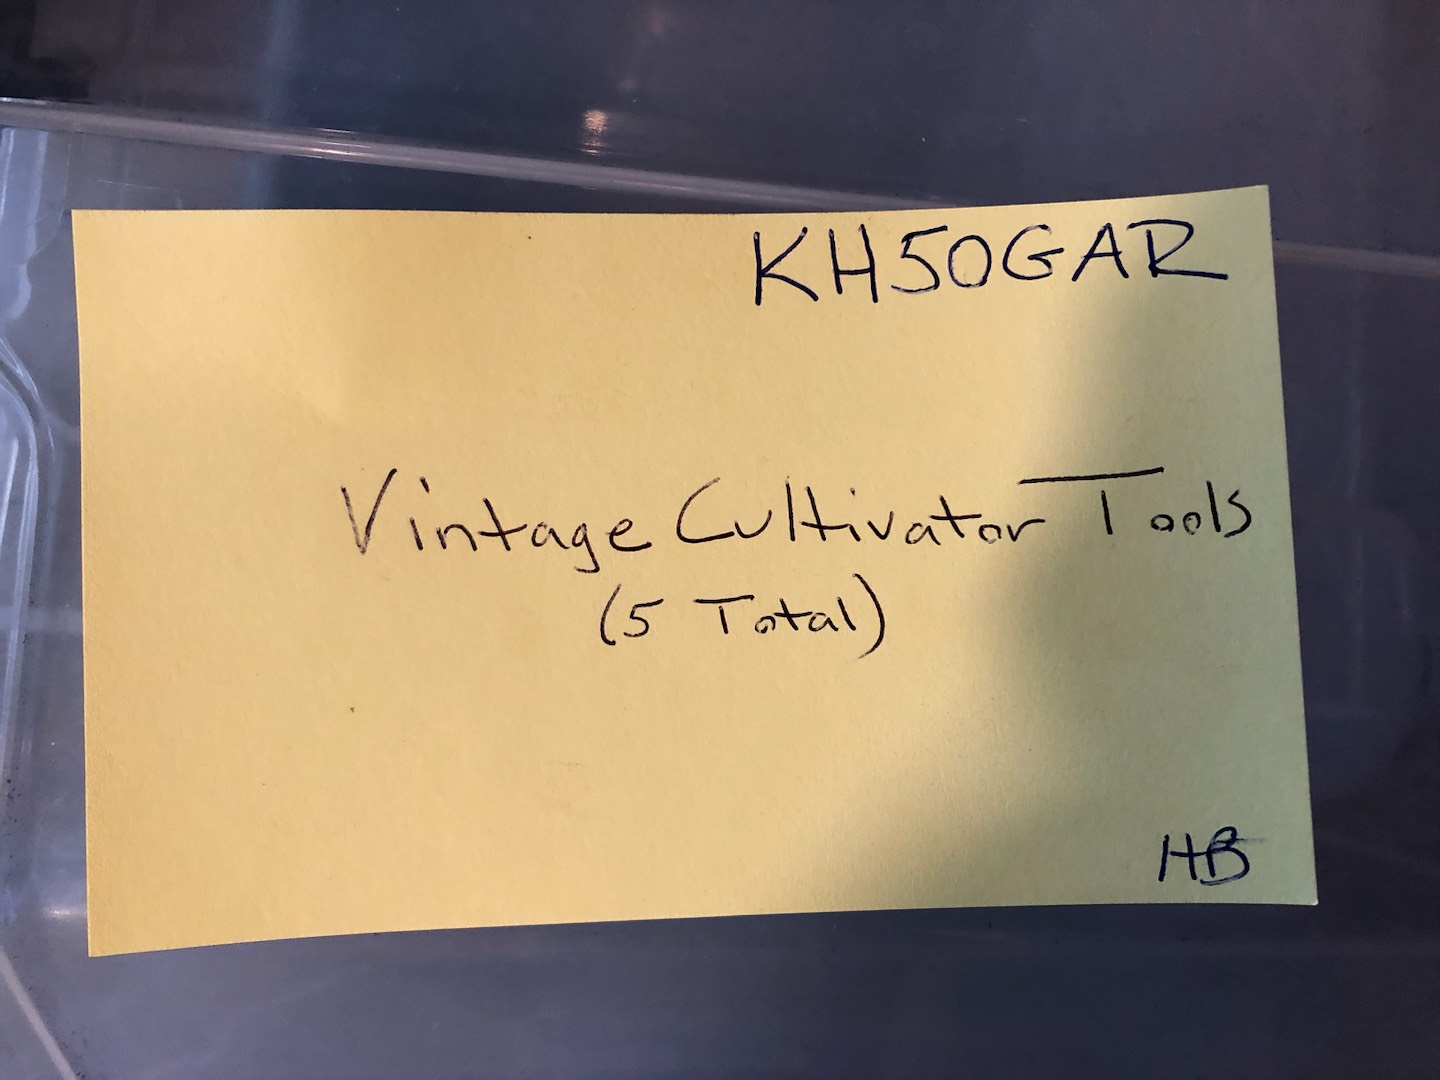 KH50GAR
Vintage Cultivator Tools
(5 Total)
HB